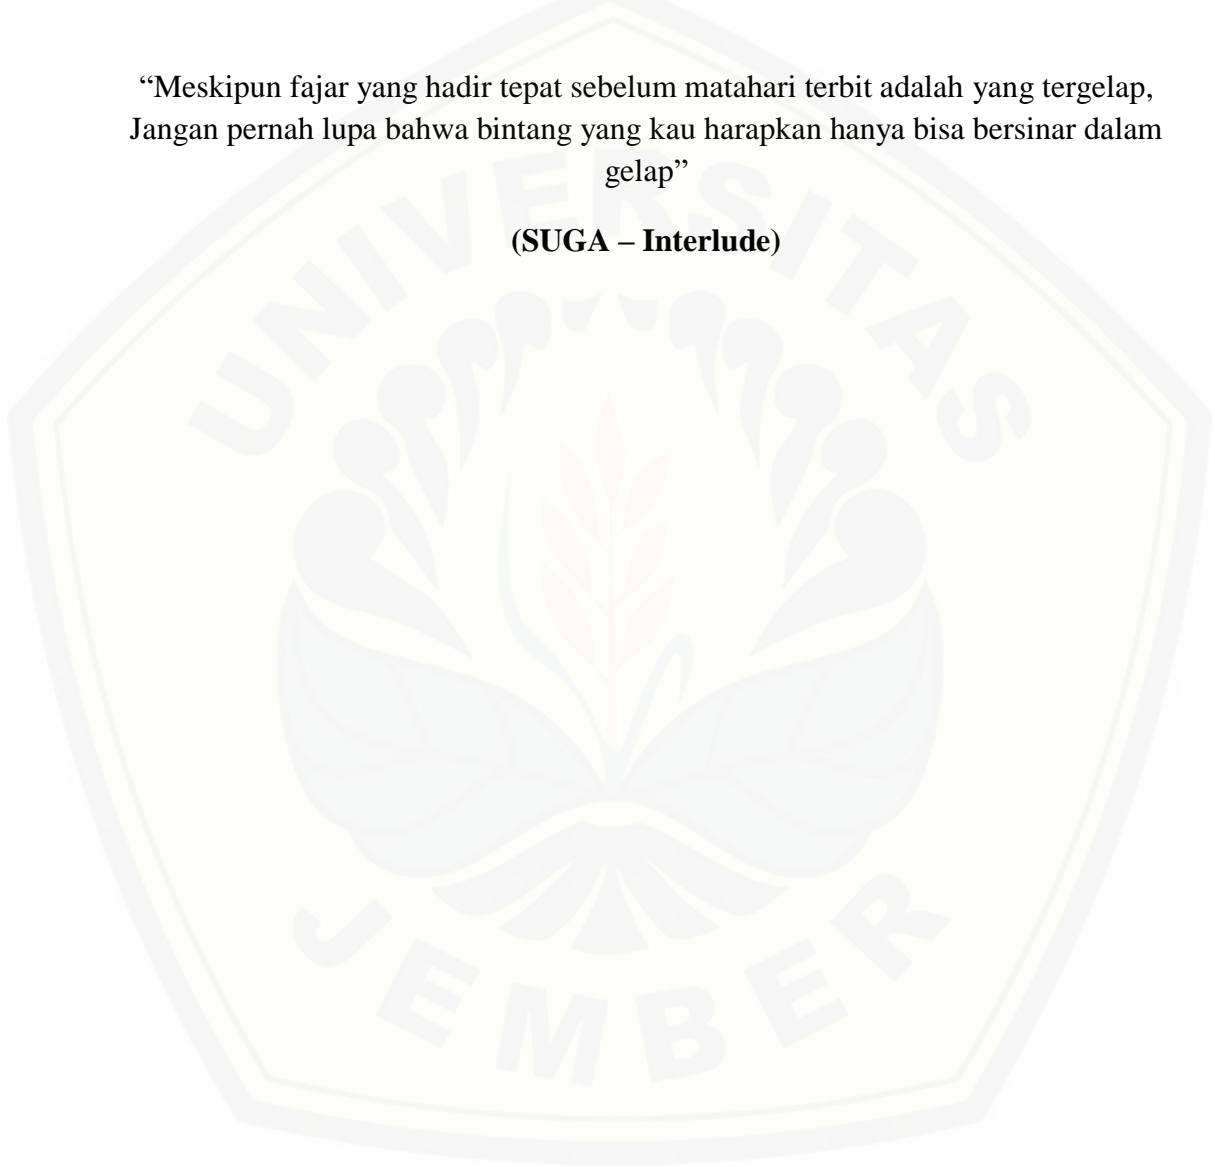 “Meskipun fajar yang hadir tepat sebelum matahari terbit adalah yang tergelap,
Jangan pernah lupa bahwa bintang yang kau harapkan hanya bisa bersinar dalam
gelap”
(SUGA – Interlude)
UNIVERSITAS
JEMBER